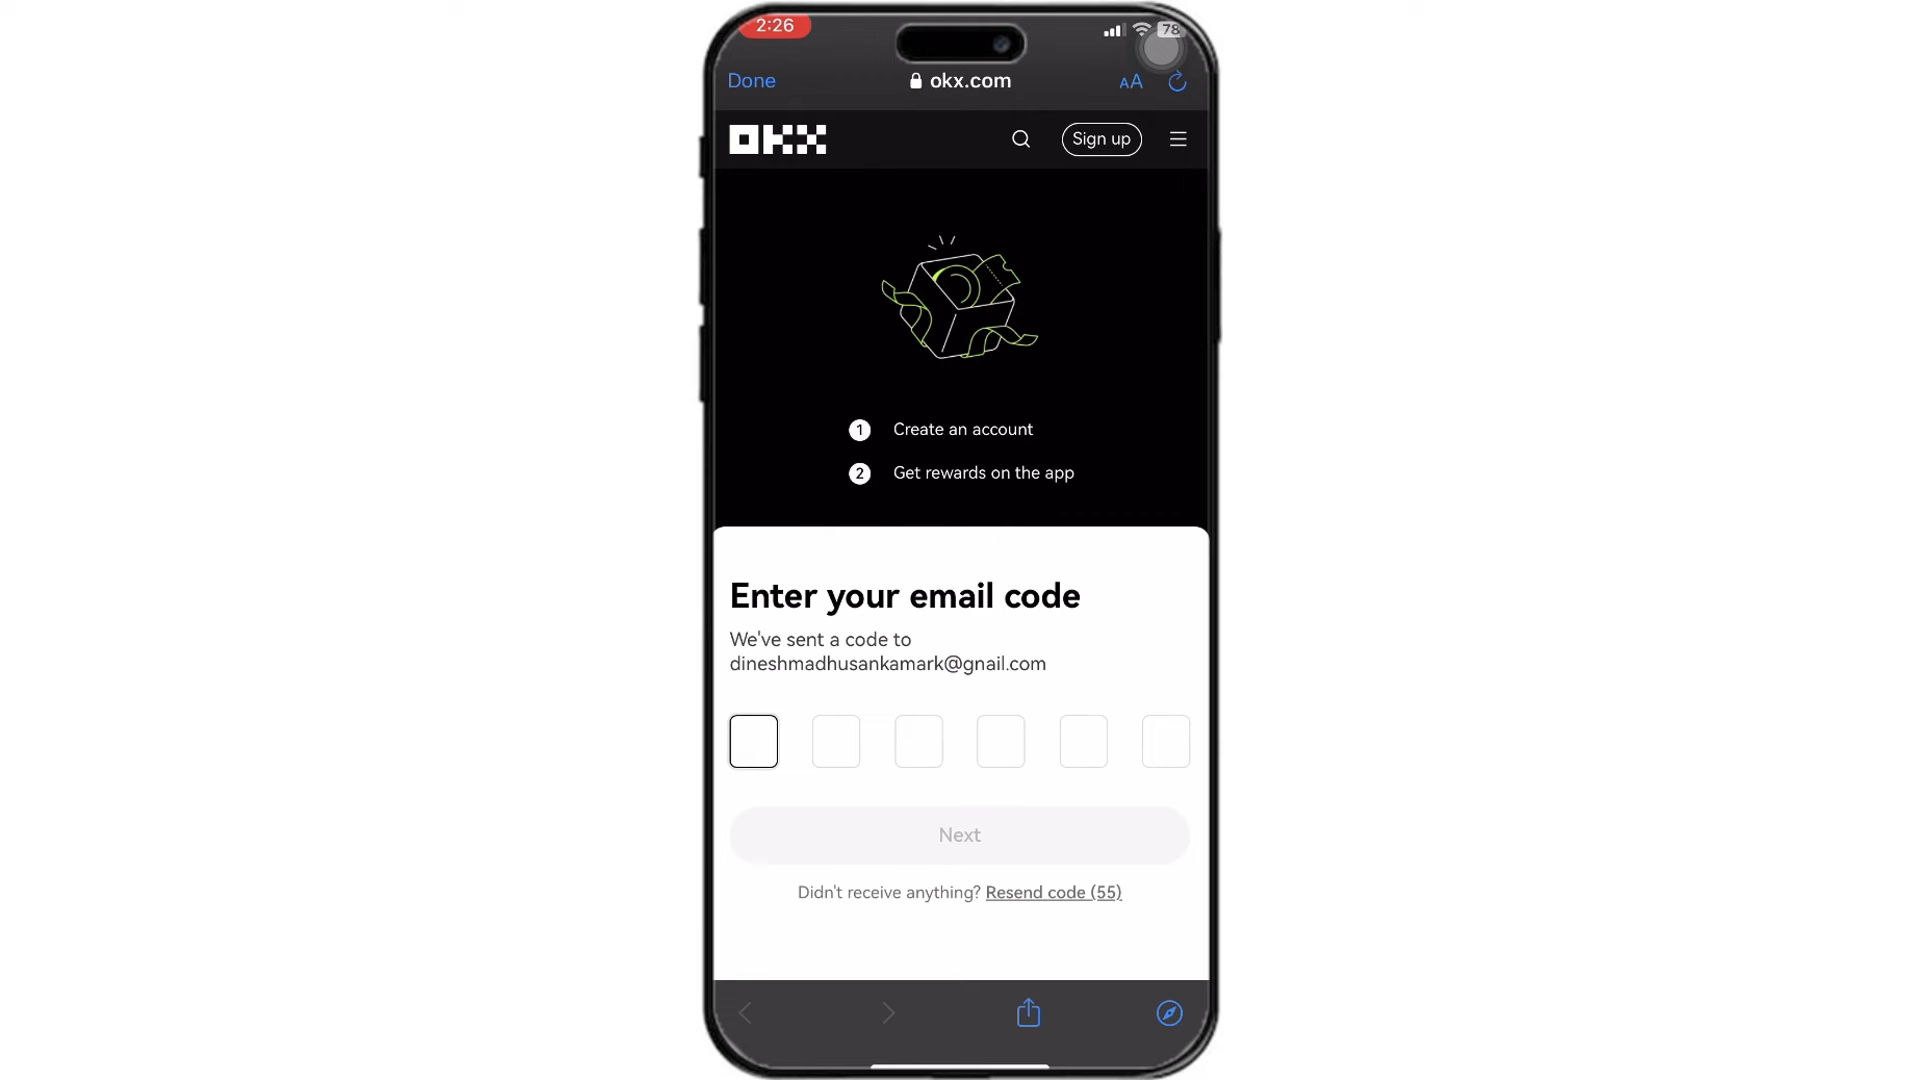 2:26
78
Done
okx.com
AA
OKX
Sign up
1 Create an account
2 Get rewards on the app
Enter your email code
We've sent a code to
dineshmadhusankamark@gnail.com
Next
Didn't receive anything? Resend code (55)